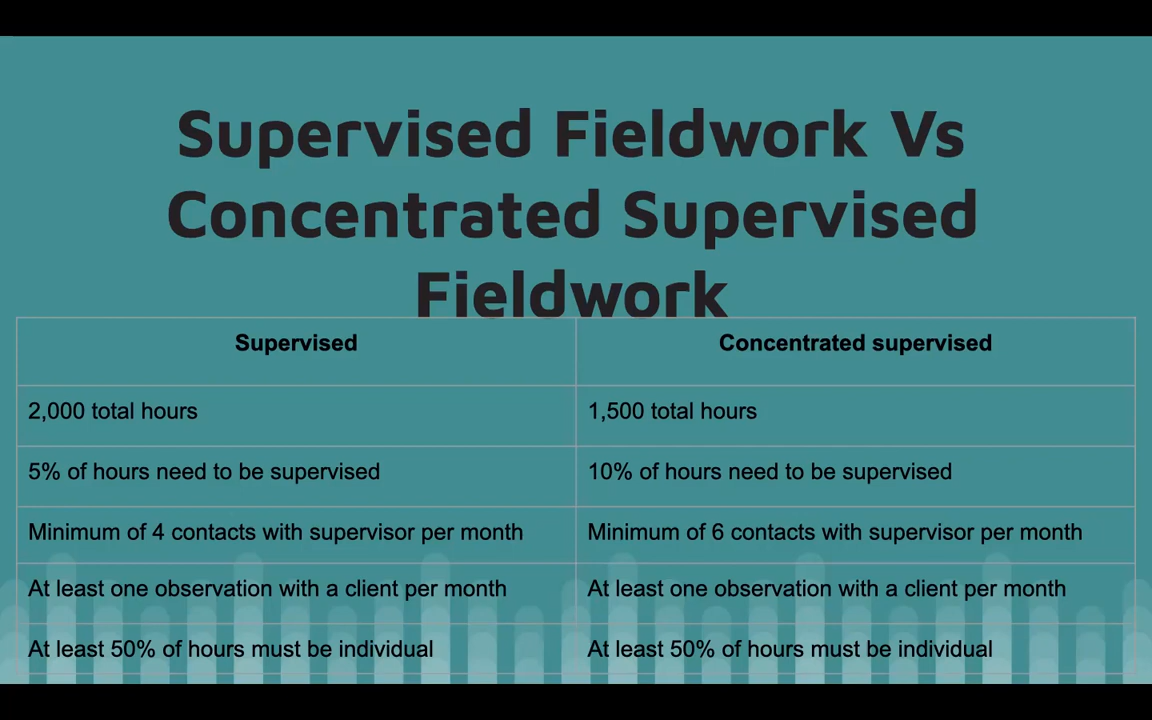 Supervised Fieldwork Vs
Concentrated Supervised
Fieldwork
Supervised
Concentrated supervised
2,000 total hours
1,500 total hours
5% of hours need to be supervised
10% of hours need to be supervised
Minimum of 4 contacts with supervisor per month
Minimum of 6 contacts with supervisor per month
At least one observation with a client per month
At least one observation with a client per month
At least 50% of hours must be individual
At least 50% of hours must be individual